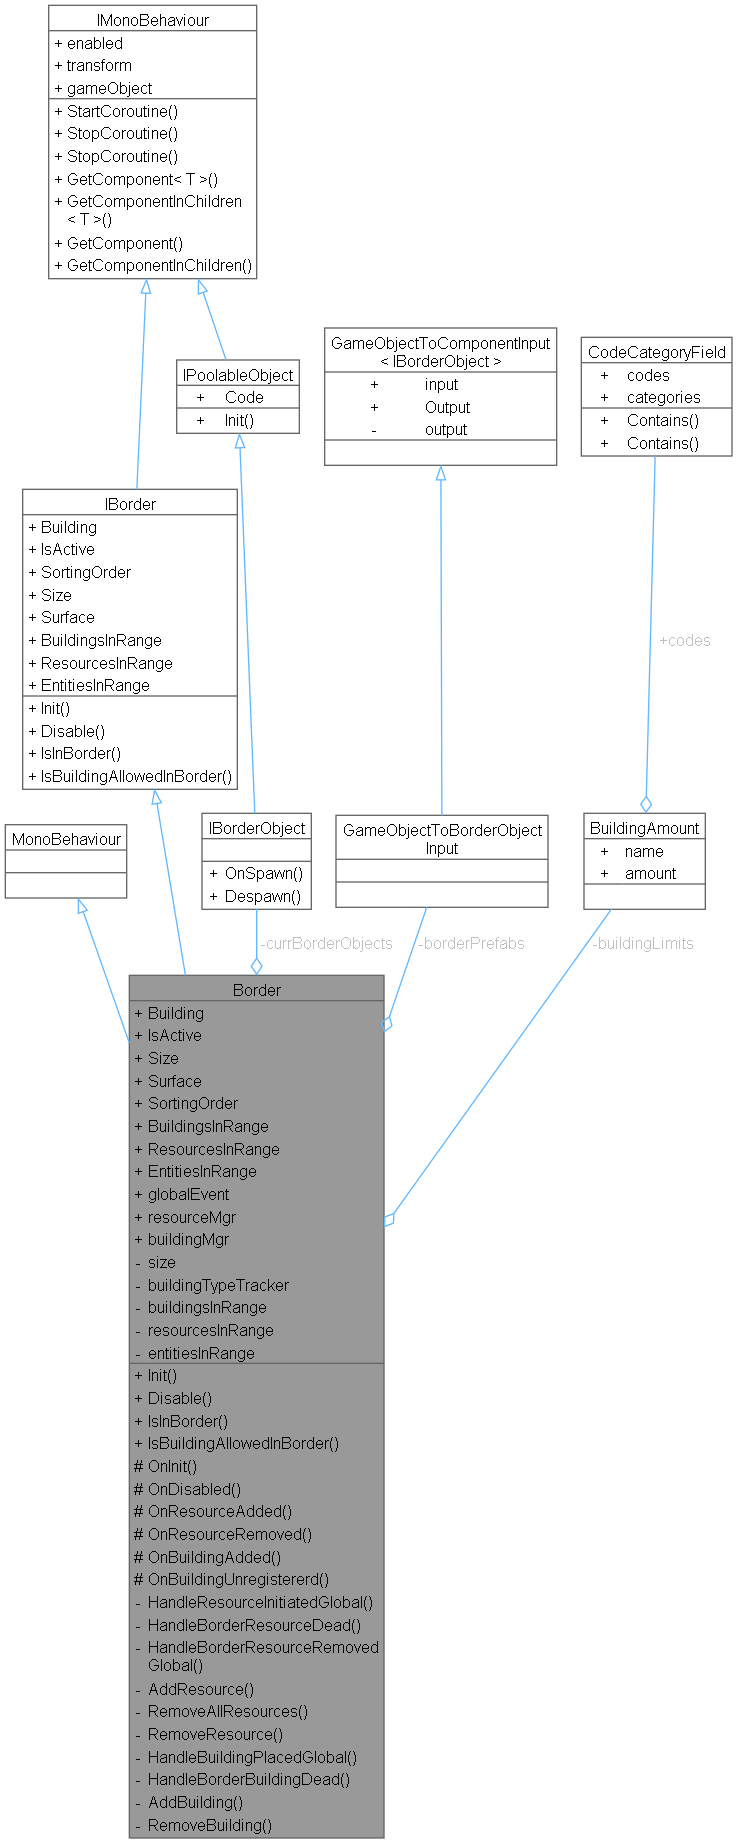 IMonoBehaviour
+ enabled
+ transform
+ gameObject
+ StartCoroutine()
+ StopCoroutine()
+ StopCoroutine()
+ GetComponent< T >()
+ GetComponentInChildren
< T >()
+ GetComponent()
+ GetComponentInChildren()
IPoolableObject
+ Code
+ Init()
GameObjectToComponentInput
< IBorderObject >
+ input
+ Output
- output
CodeCategoryField
+ codes
+ categories
+ Contains()
+ Contains()
IBorder
+ Building
+ IsActive
+ SortingOrder
+ Size
+ Surface
+ BuildingsInRange
+ ResourcesInRange
+ EntitiesInRange
+ Init()
+ Disable()
+ IsInBorder()
+ IsBuildingAllowedInBorder()
+codes
MonoBehaviour
IBorderObject
+ OnSpawn()
+ Despawn()
GameObjectToBorderObject
Input
BuildingAmount
+ name
+ amount
-currBorderObjects
-borderPrefabs
-buildingLimits
Border
+ Building
+ IsActive
+ Size
+ Surface
+ SortingOrder
+ BuildingsInRange
+ ResourcesInRange
+ EntitiesInRange
+ globalEvent
+ resourceMgr
+ buildingMgr
- size
- buildingTypeTracker
- buildingsInRange
- resourcesInRange
- entitiesInRange
+ Init()
+ Disable()
+ IsInBorder()
+ IsBuildingAllowedInBorder()
# OnInit()
# OnDisabled()
# OnResourceAdded()
# OnResourceRemoved()
# OnBuildingAdded()
# OnBuildingUnregistererd()
- HandleResourceInitiatedGlobal()
- HandleBorderResourceDead()
- HandleBorderResourceRemoved
Global()
- AddResource()
- RemoveAllResources()
- RemoveResource()
- HandleBuildingPlacedGlobal()
- HandleBorderBuildingDead()
- AddBuilding()
- RemoveBuilding()